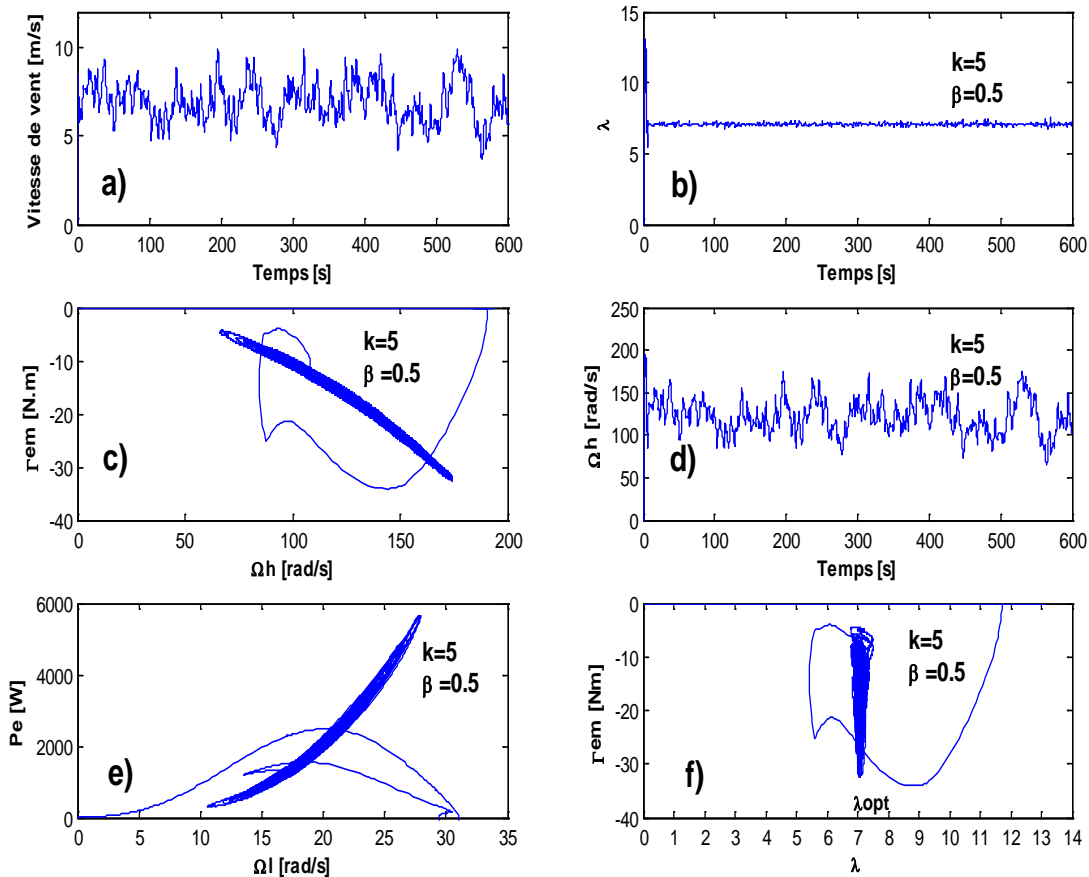 15
10
5
0
Vitesse de vent [m/s]
a)
0 100 200 300 400 500 600
Temps [s]
15
10
5
0
λ
k=5
β=0.5
b)
0 100 200 300 400 500 600
Temps [s]
0
-10
-20
-30
-40
Γem [N.m]
k=5
β =0.5
c)
0 50 100 150 200
Ωh [rad/s]
250
200
150
100
50
0
Ωh [rad/s]
k=5
β=0.5
d)
0 100 200 300 400 500 600
Temps [s]
6000
4000
2000
0
Pe [W]
k=5
β =0.5
e)
0 5 10 15 20 25 30 35
Ωl [rad/s]
0
-10
-20
-30
-40
Γem [Nm]
k=5
β =0.5
f)
λopt
0 1 2 3 4 5 6 7 8 9 10 11 12 13 14
λ